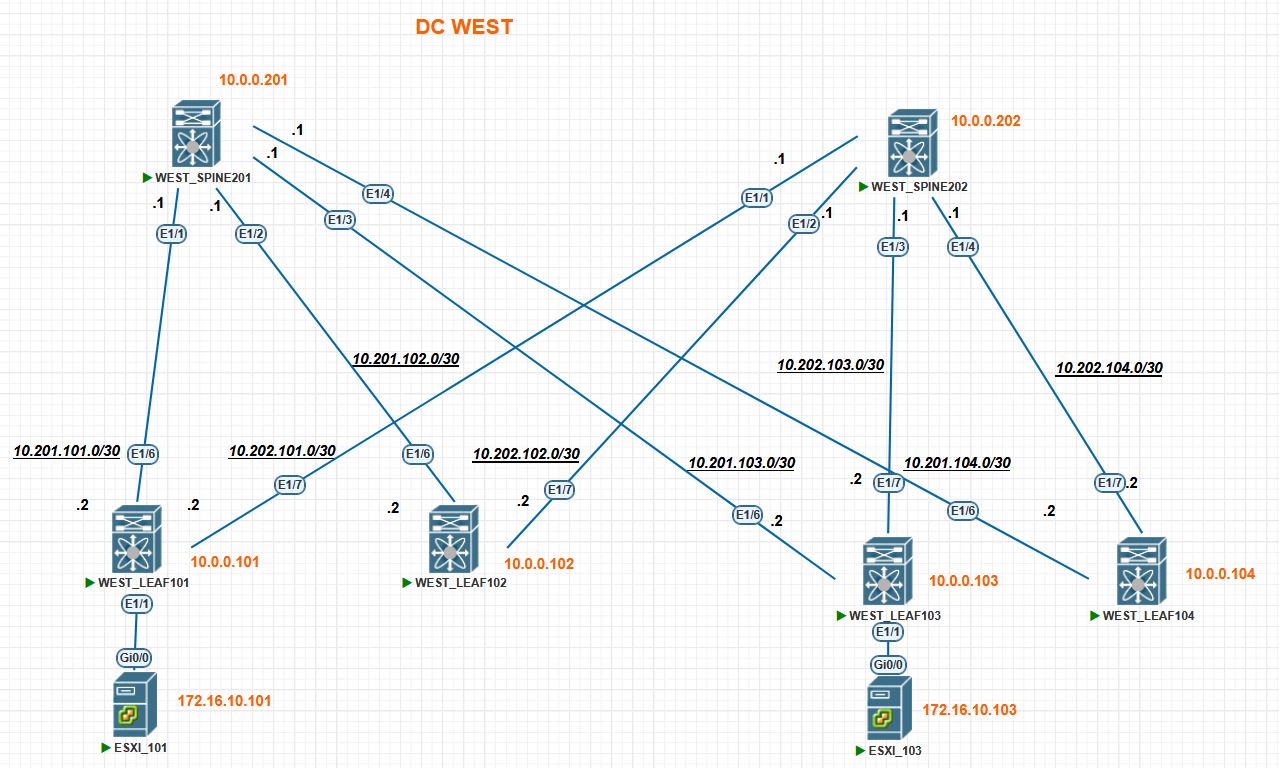 DC WEST
10.0.0.201
10.0.0.202
WEST_SPINE201
WEST_SPINE202
.1
.1
.1
.1
.1
.1
.1
.1
E1/1
E1/2
E1/3
E1/4
E1/1
E1/2
E1/3
E1/4
10.201.102.0/30
10.202.103.0/30
10.202.104.0/30
10.201.101.0/30
E1/6
10.202.101.0/30
E1/7
E1/6
10.202.102.0/30
E1/7
10.201.103.0/30
E1/6
10.201.104.0/30
E1/7
E1/6
E1/7
.2
.2
.2
.2
.2
.2
.2
.2
WEST_LEAF101
10.0.0.101
WEST_LEAF102
10.0.0.102
WEST_LEAF103
10.0.0.103
WEST_LEAF104
10.0.0.104
E1/1
Gi0/0
172.16.10.101
ESXI_101
E1/1
Gi0/0
172.16.10.103
ESXI_103